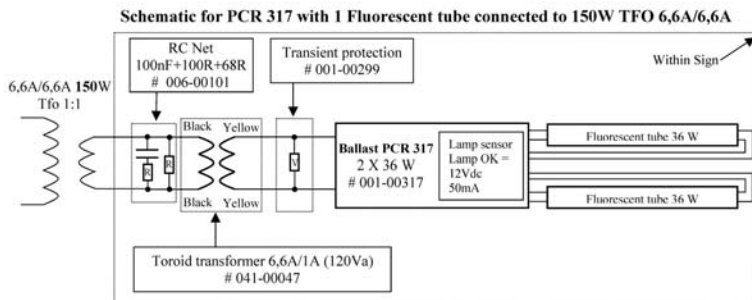 Schematic for PCR 317 with 1 Fluorescent tube connected to 150W TFO 6,6A/6,6A
RC Net
100nF+100R+68R
# 006-00101
Transient protection
# 001-00299
Within Sign
6,6A/6,6A 150W
Tfo 1:1
Black
Yellow
R
R
V
Black
Yellow
Ballast PCR 317
2 X 36 W
# 001-00317
Lamp sensor
Lamp OK =
12Vdc
50mA
Fluorescent tube 36 W
Fluorescent tube 36 W
Toroid transformer 6,6A/1A (120Va)
# 041-00047